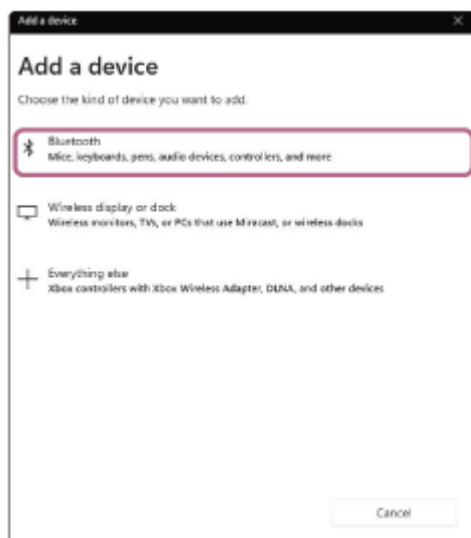 Add a device
Add a device
Choose the kind of device you want to add.
Bluetooth
Mice, keyboards, pens, audio devices, controllers, and more
Wireless display or dock
Wireless monitors, TVs, or PCs that use Miracast, or wireless docks
Everything else
Xbox controllers with Xbox Wireless Adapter, DLNA, and other devices
Cancel